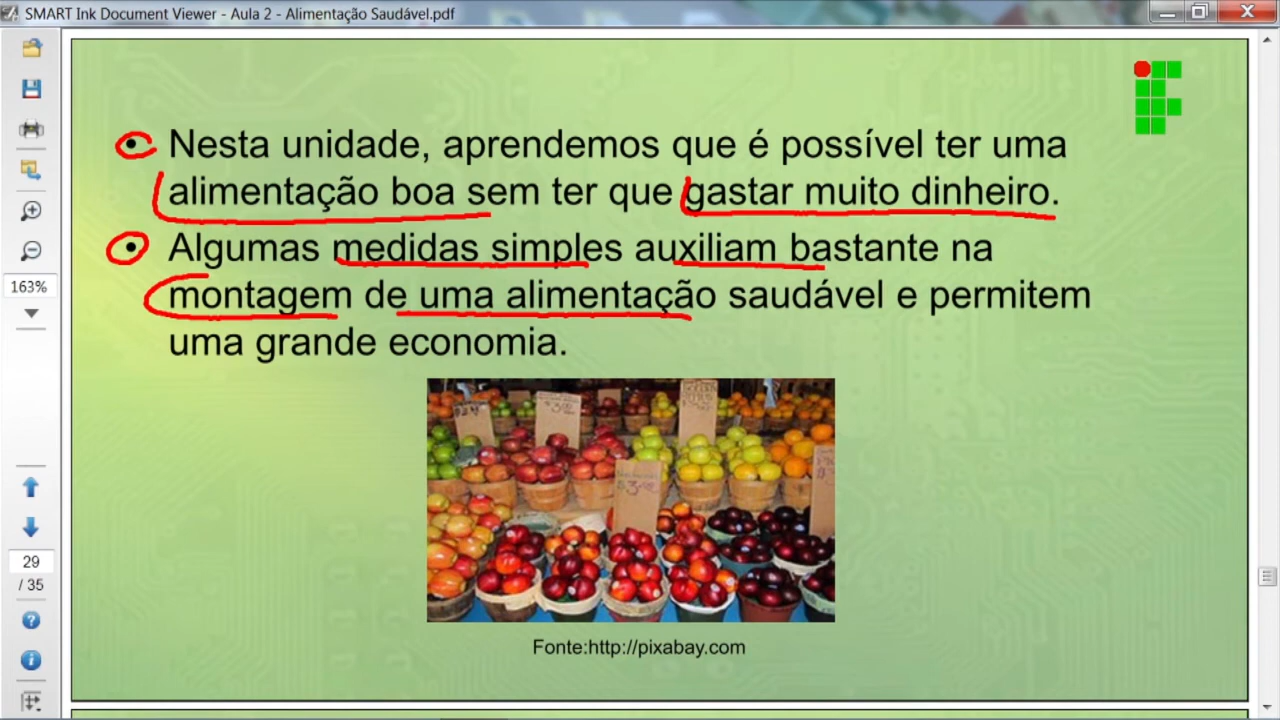 SMART Ink Document Viewer - Aula 2 - Alimentação Saudável.pdf
• Nesta unidade, aprendemos que é possível ter uma
alimentação boa sem ter que gastar muito dinheiro.
• Algumas medidas simples auxiliam bastante na
montagem de uma alimentação saudável e permitem
uma grande economia.
163%
29
/ 35
Fonte:http://pixabay.com